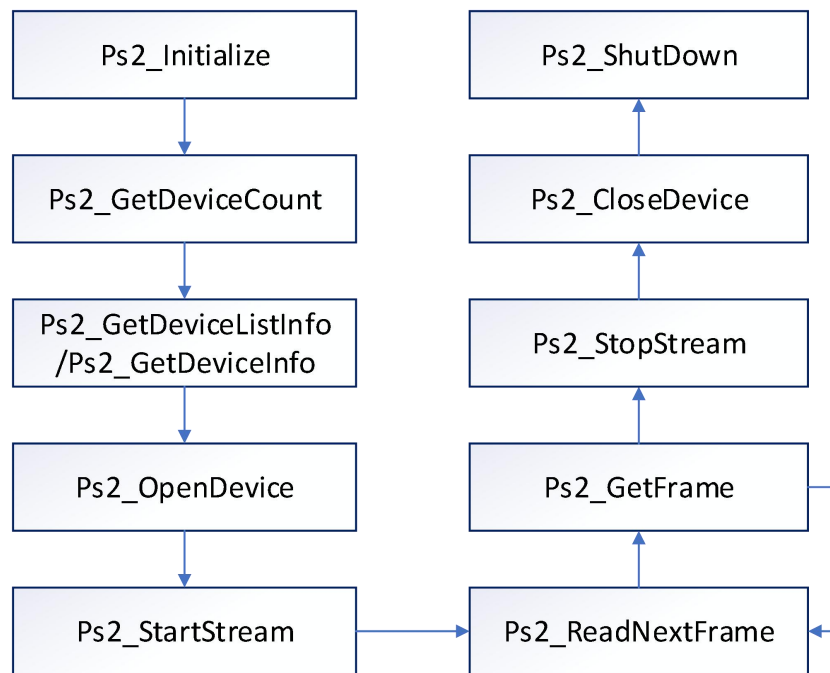 Ps2_Initialize
Ps2_GetDeviceCount
Ps2_GetDeviceListInfo
/Ps2_GetDeviceInfo
Ps2_OpenDevice
Ps2_StartStream
Ps2_ShutDown
Ps2_CloseDevice
Ps2_StopStream
Ps2_GetFrame
Ps2_ReadNextFrame